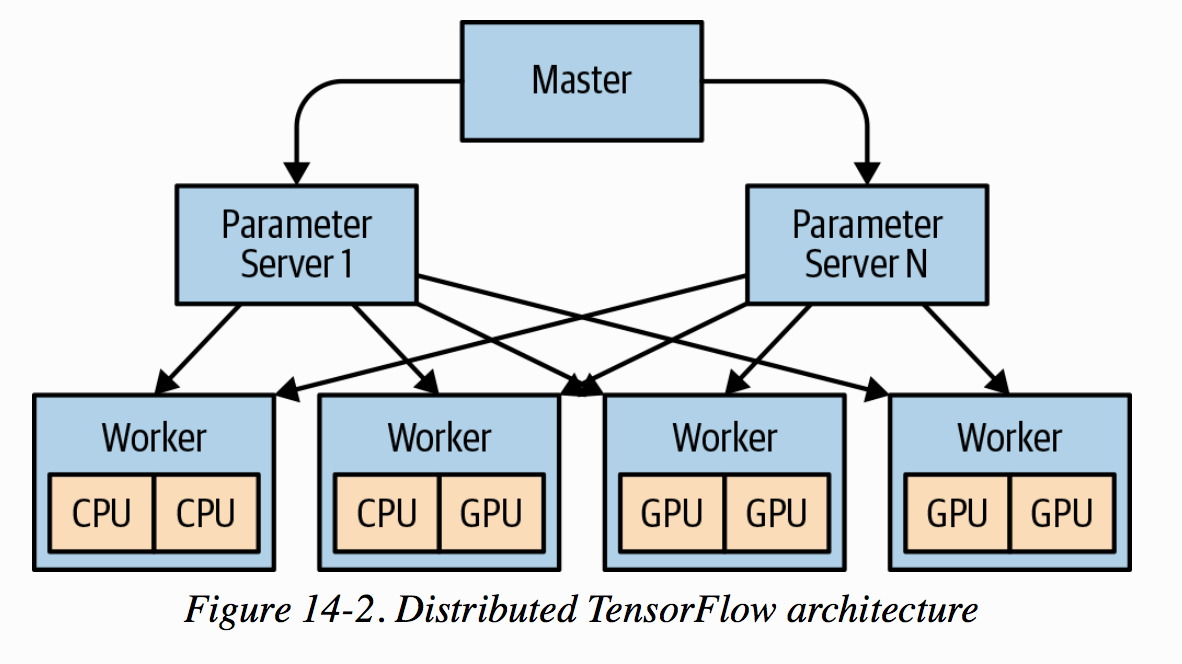 Master
Parameter
Server 1
Parameter
Server N
Worker
CPU CPU
Worker
CPU GPU
Worker
GPU GPU
Worker
GPU GPU
Figure 14-2. Distributed TensorFlow architecture